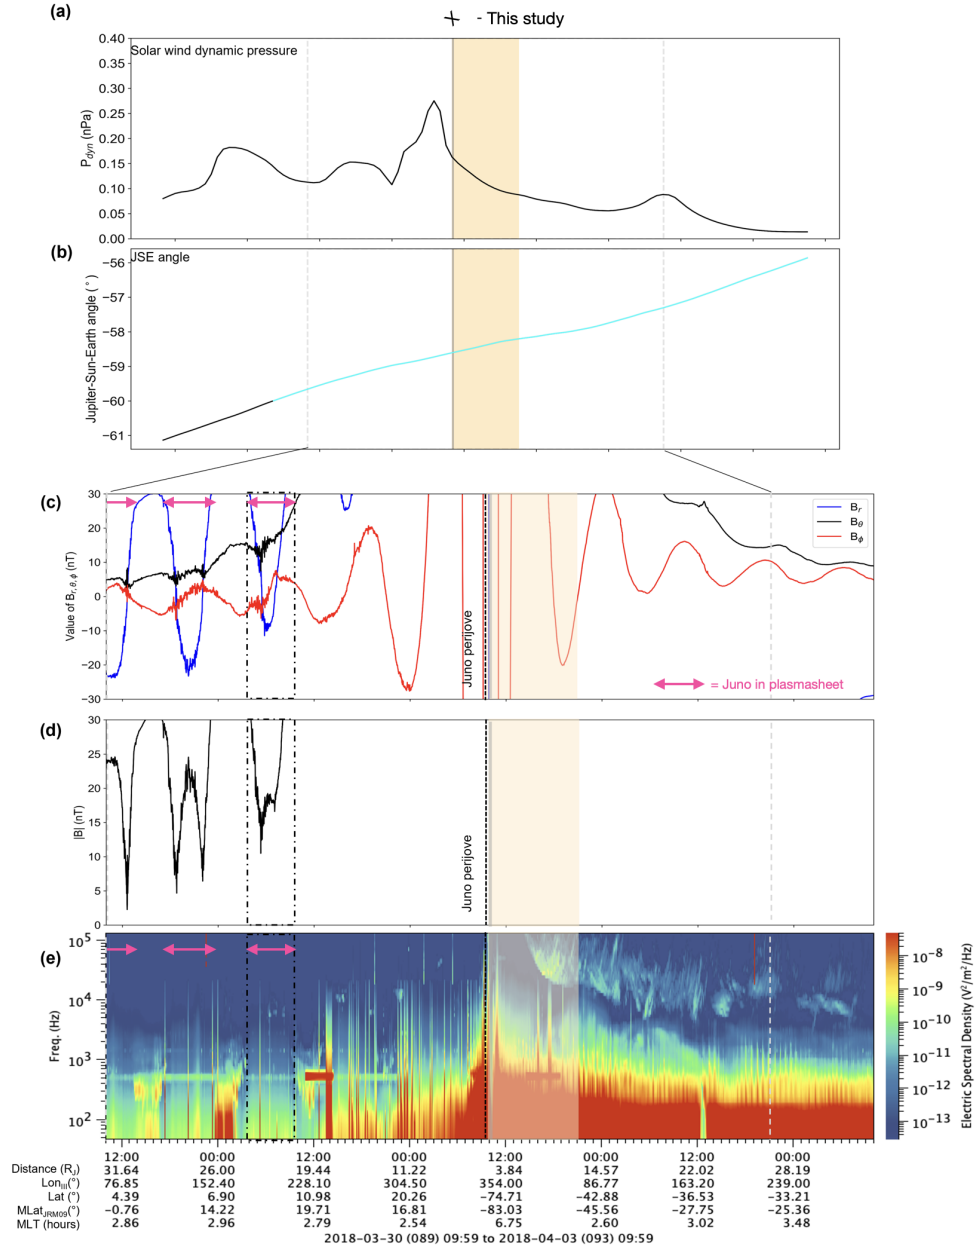 (a)
- This study
Solar wind dynamic pressure
0.40
0.35
0.30
0.25
0.20
0.15
0.10
0.05
0.00
P_dyn (nPa)
(b)
JSE angle
−56
−57
−58
−59
−60
−61
Jupiter-Sun-Earth angle (°)
(c)
30
20
10
0
−10
−20
−30
Value of B_r, θ, ϕ (nT)
B_r
B_θ
B_ϕ
Juno perijove
= Juno in plasmasheet
(d)
30
25
20
15
10
5
0
|B| (nT)
Juno perijove
(e)
10^5
10^4
10^3
10^2
Freq. (Hz)
10^−8
10^−9
10^−10
10^−11
10^−12
10^−13
Electric Spectral Density (V^2/m^2/Hz)
12:00 00:00 12:00 00:00 12:00 00:00 12:00 00:00
Distance (R_J) 31.64 26.00 19.44 11.22 3.84 14.57 22.02 28.19
Lon_III(°) 76.85 152.40 228.10 304.50 354.00 86.77 163.20 239.00
Lat (°) 4.39 6.90 10.98 20.26 −74.71 −42.88 −36.53 −33.21
MLat_JRM09(°) −0.76 14.22 19.71 16.81 −83.03 −45.56 −27.75 −25.36
MLT (hours) 2.86 2.96 2.79 2.54 6.75 2.60 3.02 3.48
2018-03-30 (089) 09:59 to 2018-04-03 (093) 09:59